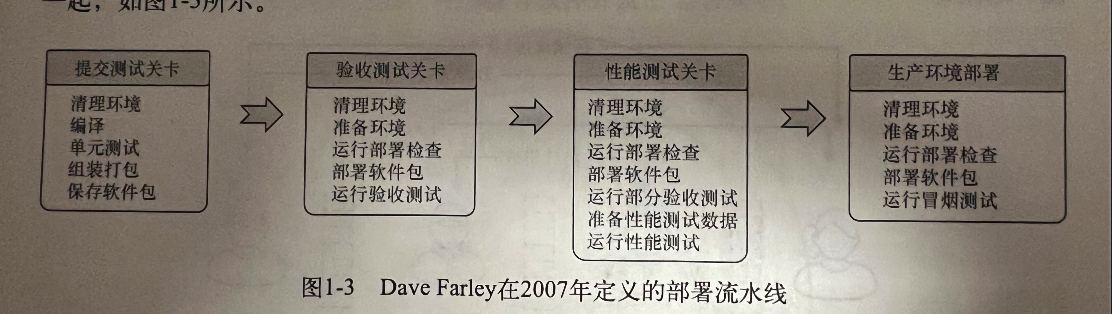 一起，如图1-3所示。
提交测试关卡
清理环境
编译
单元测试
组装打包
保存软件包
验收测试关卡
清理环境
准备环境
运行部署检查
部署软件包
运行验收测试
性能测试关卡
清理环境
准备环境
运行部署检查
部署软件包
运行部分验收测试
准备性能测试数据
运行性能测试
生产环境部署
清理环境
准备环境
运行部署检查
部署软件包
运行冒烟测试
图1-3 Dave Farley在2007年定义的部署流水线